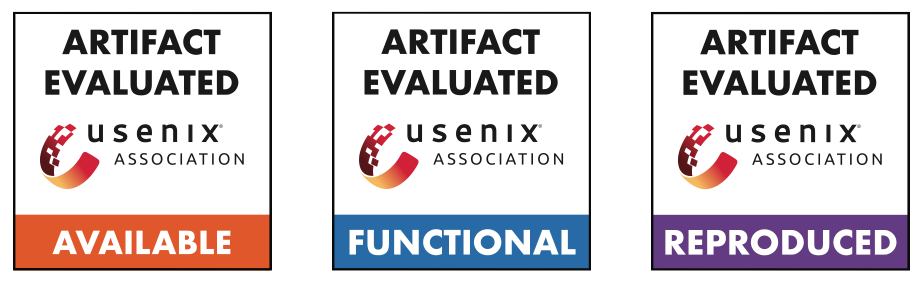 ARTIFACT
EVALUATED
usenix®
ASSOCIATION
AVAILABLE
ARTIFACT
EVALUATED
usenix®
ASSOCIATION
FUNCTIONAL
ARTIFACT
EVALUATED
usenix®
ASSOCIATION
REPRODUCED